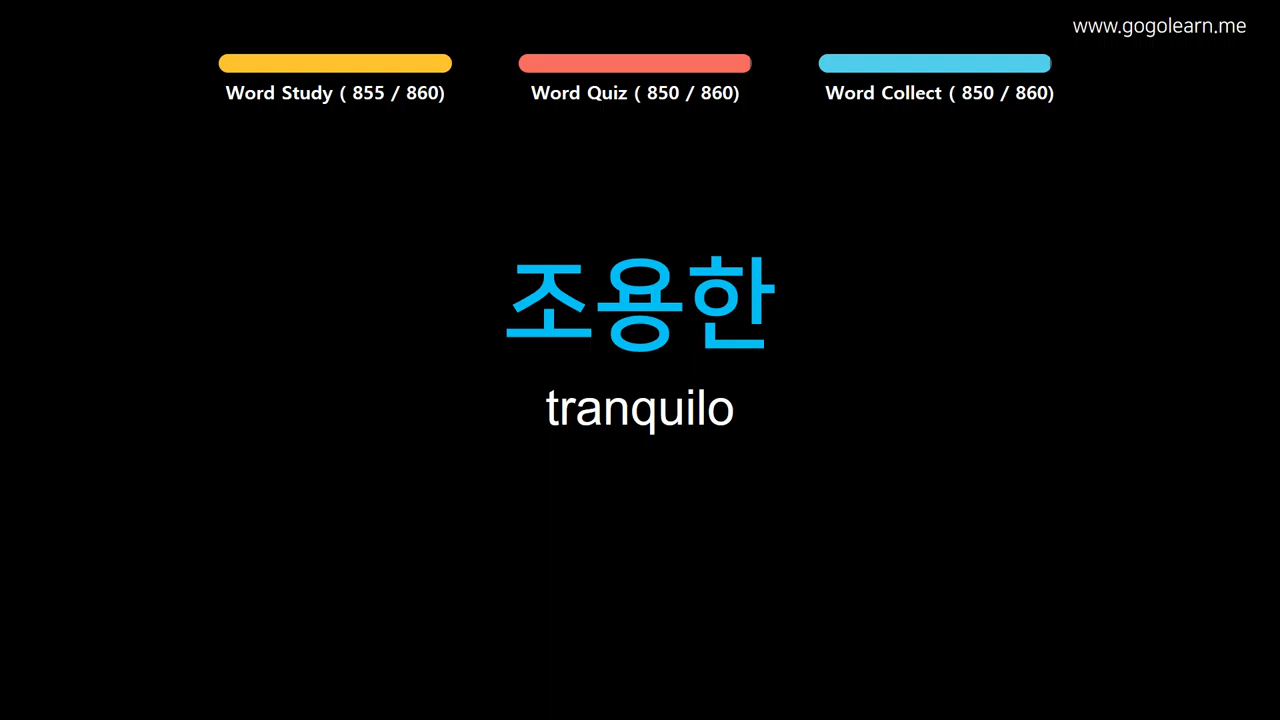 www.gogolearn.me
Word Study ( 855 / 860)
Word Quiz ( 850 / 860)
Word Collect ( 850 / 860)
조용한
tranquilo